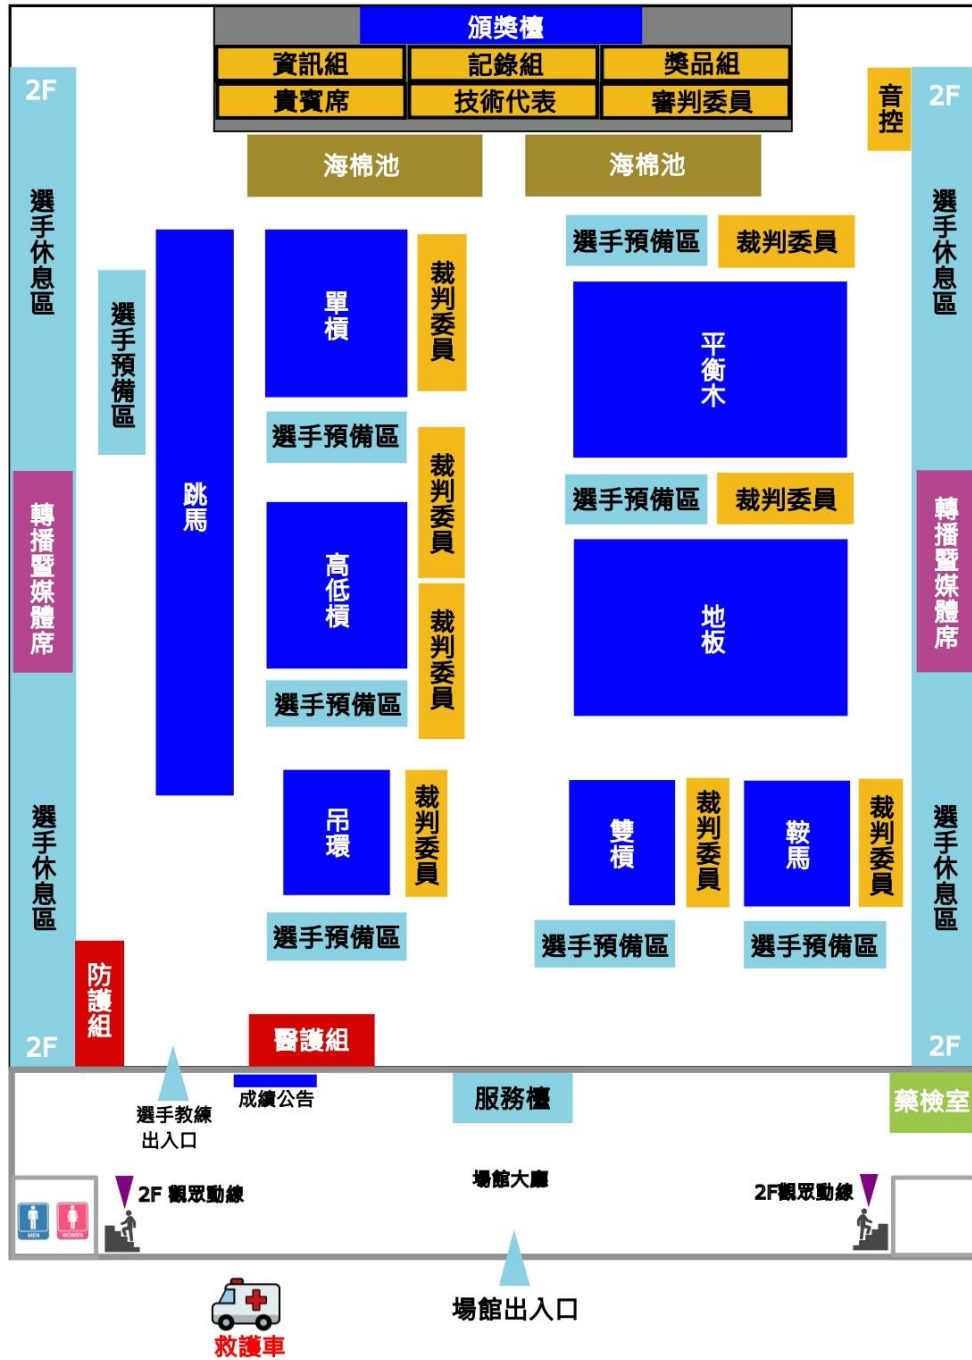 頒獎檯
資訊組
記錄組
獎品組
貴賓席
技術代表
審判委員
2F
音控
2F
海棉池
海棉池
選手休息區
選手休息區
選手預備區
裁判委員
單槓
裁判委員
選手預備區
平衡木
選手預備區
裁判委員
跳馬
選手預備區
裁判委員
轉播暨媒體席
轉播暨媒體席
高低槓
裁判委員
地板
選手預備區
吊環
裁判委員
雙槓
裁判委員
鞍馬
裁判委員
選手休息區
選手休息區
選手預備區
選手預備區
選手預備區
防護組
2F
醫護組
2F
選手教練
出入口
成績公告
服務檯
藥檢室
2F 觀眾動線
場館大廳
2F觀眾動線
MEN
WOMEN
場館出入口
救護車